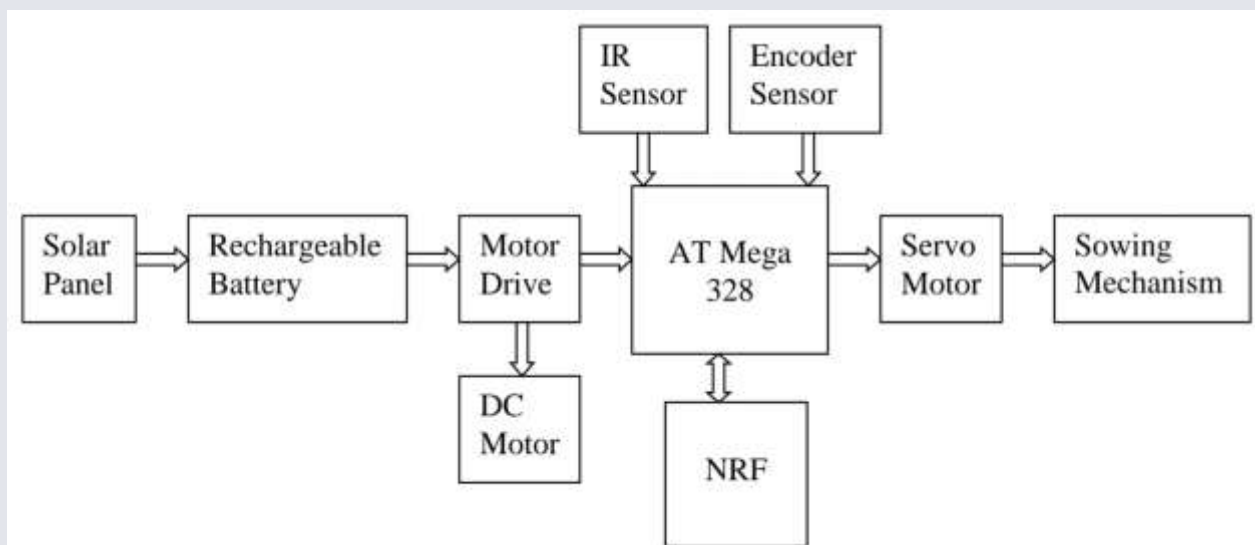 IR
Sensor
Encoder
Sensor
Solar
Panel
Rechargeable
Battery
Motor
Drive
AT Mega
328
Servo
Motor
Sowing
Mechanism
DC
Motor
NRF